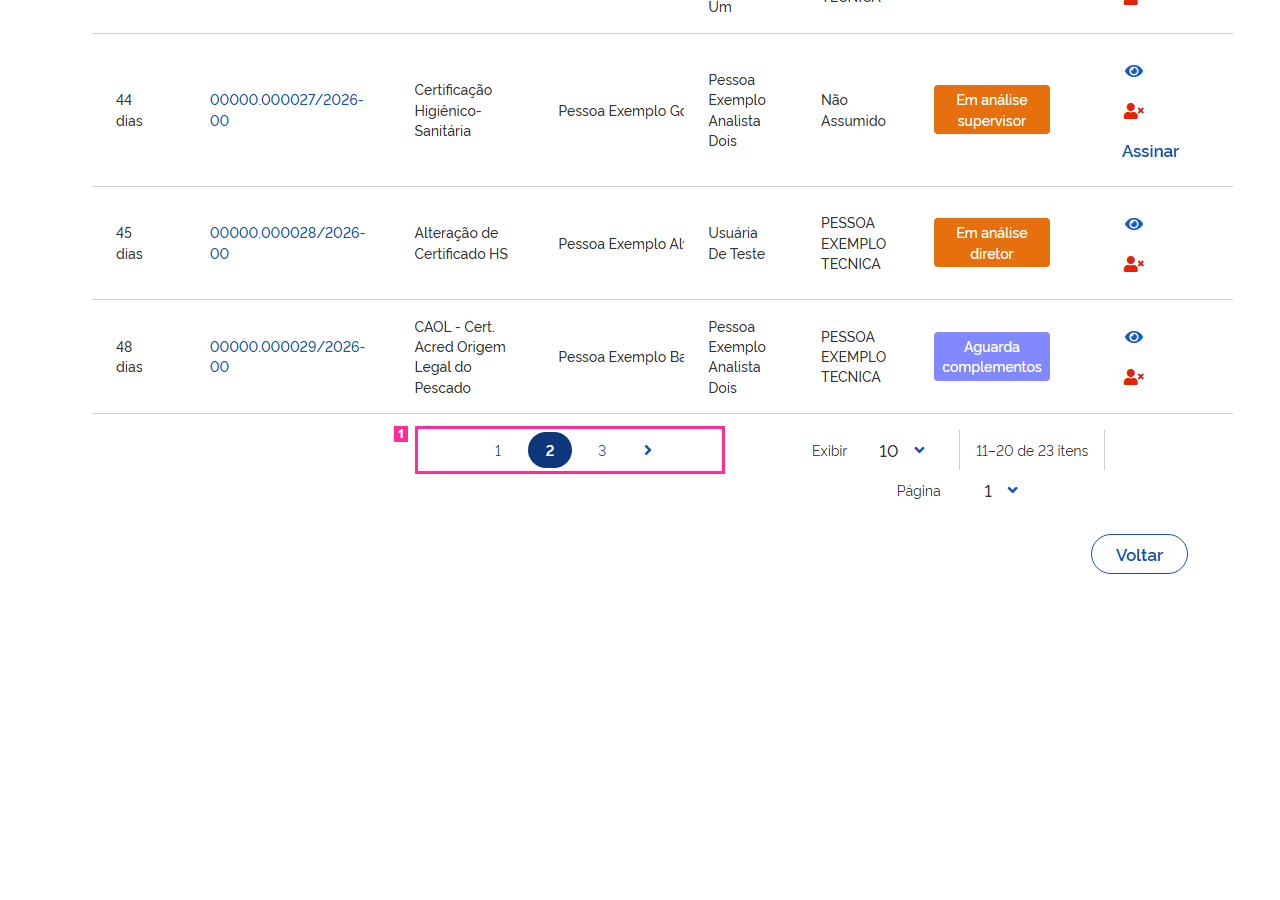 Um
TECNICA
44
dias
00000.000027/2026-
00
Certificação
Higiênico-
Sanitária
Pessoa Exemplo Go
Pessoa
Exemplo
Analista
Dois
Não
Assumido
Em análise
supervisor
Assinar
45
dias
00000.000028/2026-
00
Alteração de
Certificado HS
Pessoa Exemplo Al
Usuária
De Teste
PESSOA
EXEMPLO
TECNICA
Em análise
diretor
48
dias
00000.000029/2026-
00
CAOL - Cert.
Acred Origem
Legal do
Pescado
Pessoa Exemplo Ba
Pessoa
Exemplo
Analista
Dois
PESSOA
EXEMPLO
TECNICA
Aguarda
complementos
1
1 2 3
Exibir 10
11–20 de 23 itens
Página 1
Voltar